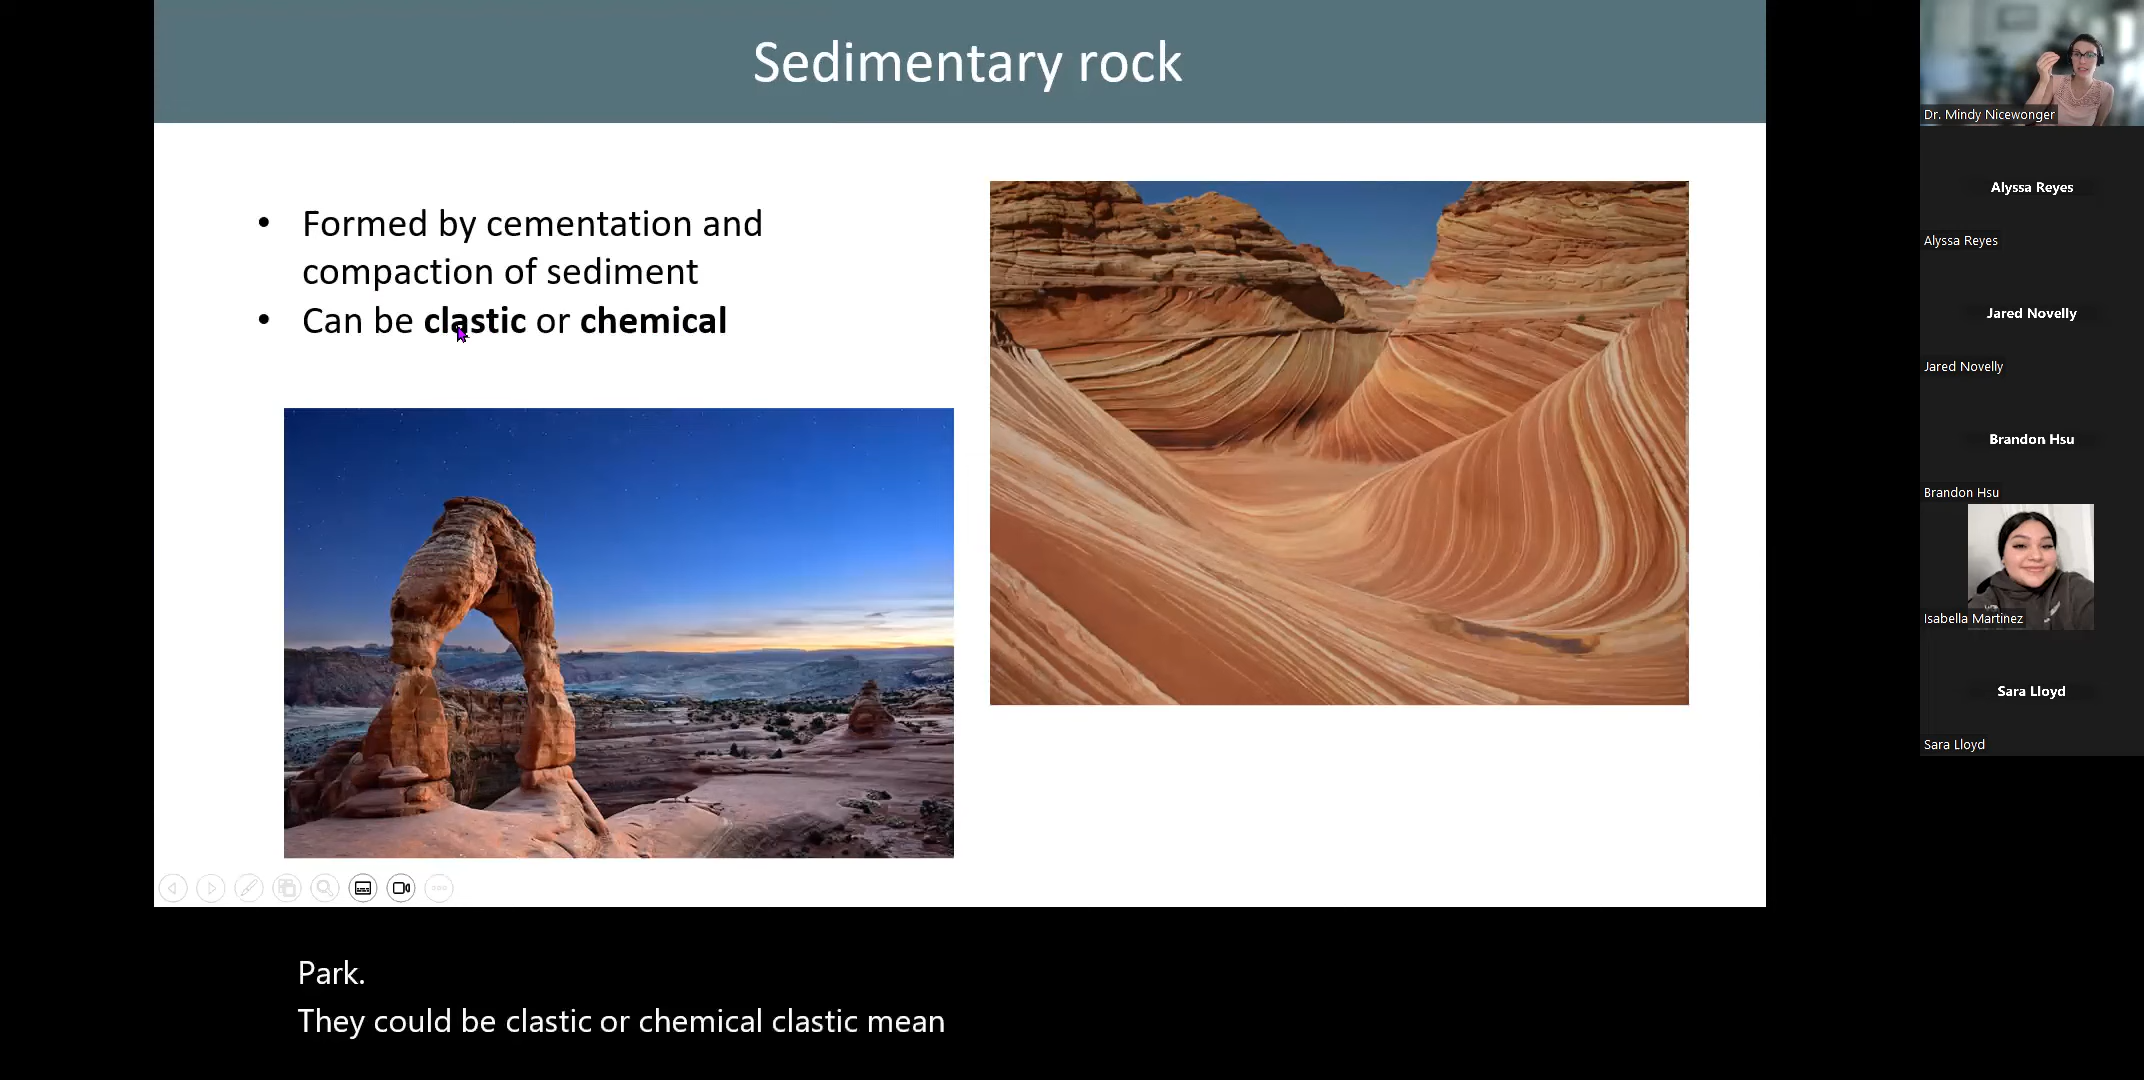 Sedimentary rock
• Formed by cementation and
compaction of sediment
• Can be clastic or chemical
Park.
They could be clastic or chemical clastic mean
Dr. Mindy Nicewonger
Alyssa Reyes
Alyssa Reyes
Jared Novelly
Jared Novelly
Brandon Hsu
Brandon Hsu
Isabella Martinez
Sara Lloyd
Sara Lloyd